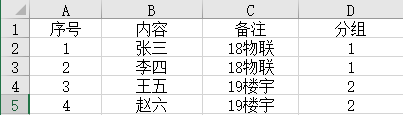 A B C D
1 序号 内容 备注 分组
2 1 张三 18物联 1
3 2 李四 18物联 1
4 3 王五 19楼宇 2
5 4 赵六 19楼宇 2